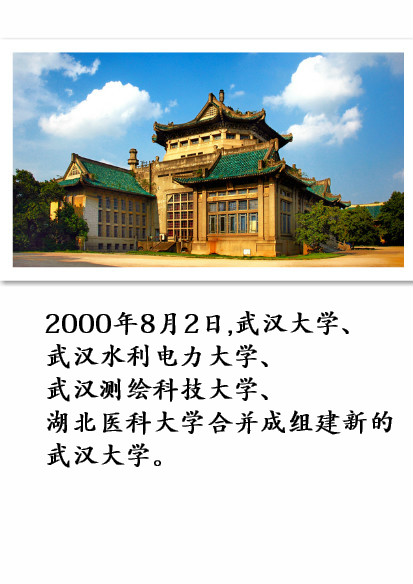 2000年8月2日,武汉大学、
武汉水利电力大学、
武汉测绘科技大学、
湖北医科大学合并成组建新的
武汉大学。